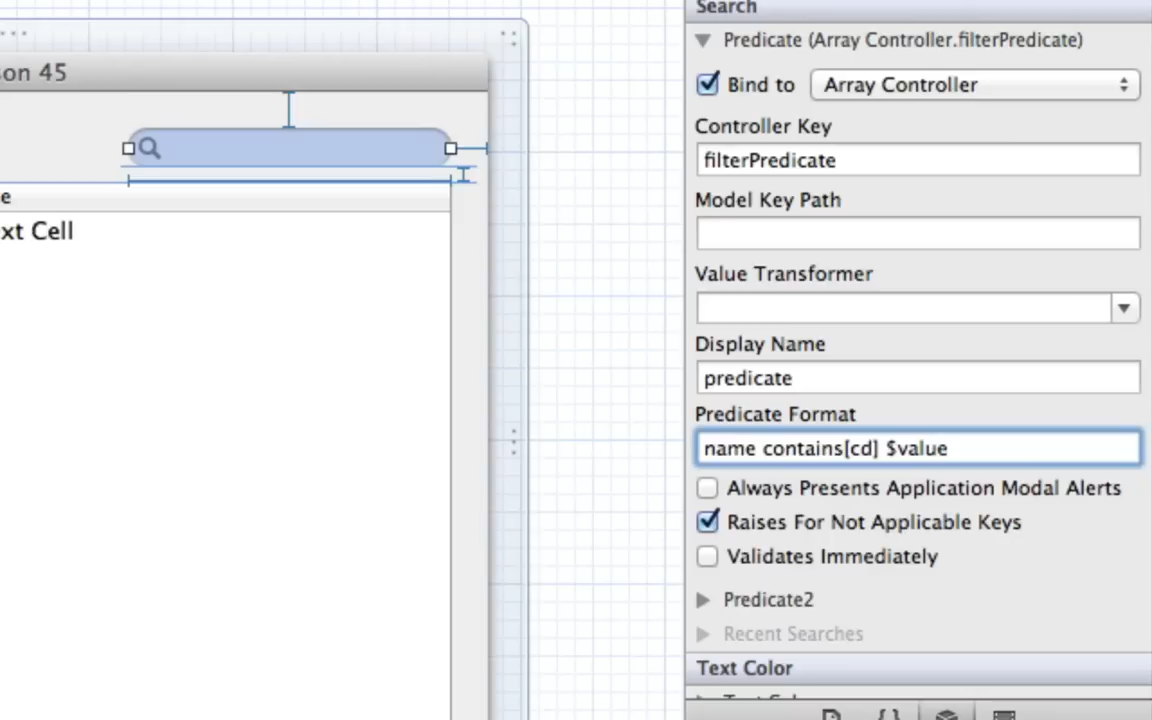 Search
Predicate (Array Controller.filterPredicate)
son 45
Bind to
Array Controller
Controller Key
filterPredicate
Model Key Path
e
xt Cell
Value Transformer
Display Name
predicate
Predicate Format
name contains[cd] $value
Always Presents Application Modal Alerts
Raises For Not Applicable Keys
Validates Immediately
Predicate2
Recent Searches
Text Color